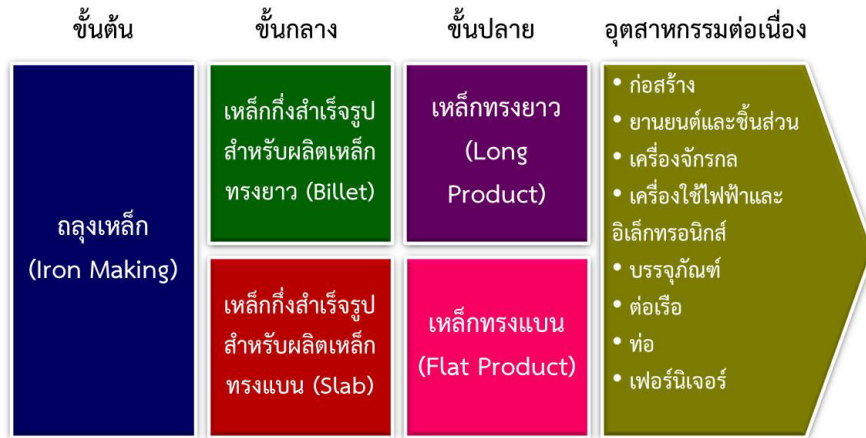 ขั้นต้น
ขั้นกลาง
ขั้นปลาย
อุตสาหกรรมต่อเนื่อง
ถลุงเหล็ก
(Iron Making)
เหล็กกึ่งสำเร็จรูป
สำหรับผลิตเหล็ก
ทรงยาว (Billet)
เหล็กกึ่งสำเร็จรูป
สำหรับผลิตเหล็ก
ทรงแบน (Slab)
เหล็กทรงยาว
(Long
Product)
เหล็กทรงแบน
(Flat Product)
• ก่อสร้าง
• ยานยนต์และชิ้นส่วน
• เครื่องจักรกล
• เครื่องใช้ไฟฟ้าและ
อิเล็กทรอนิกส์
• บรรจุภัณฑ์
• ต่อเรือ
• ท่อ
• เฟอร์นิเจอร์